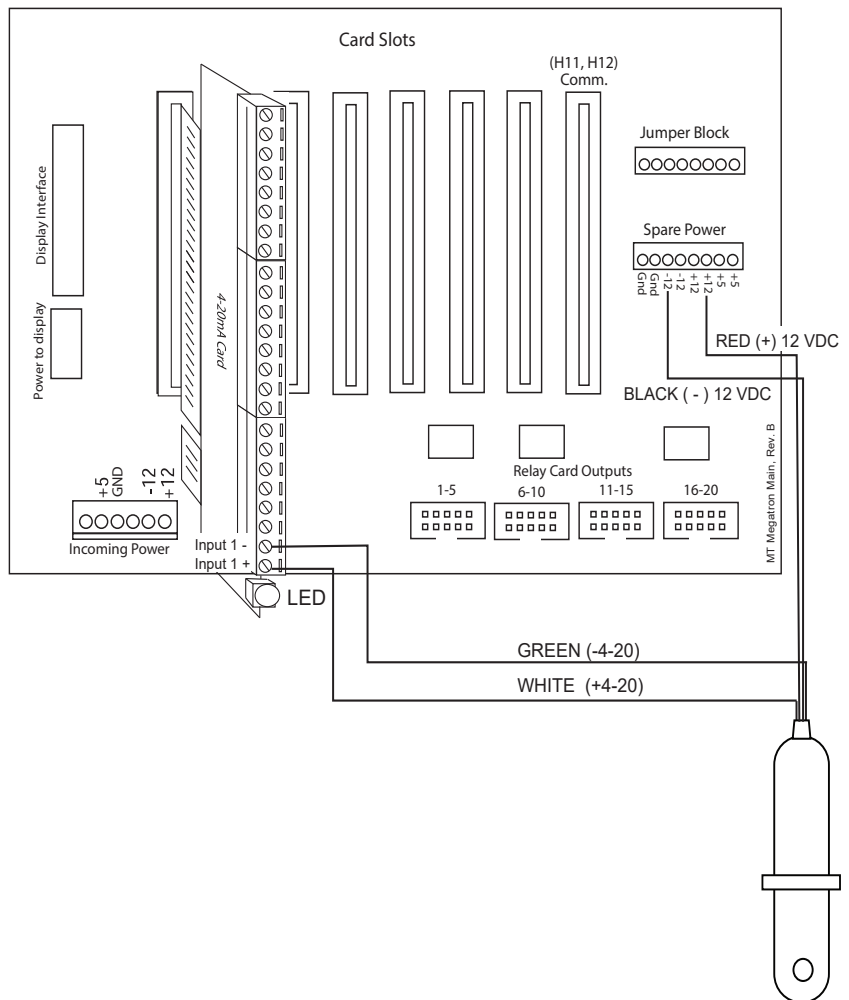 Card Slots
(H11, H12)
Comm.
Jumper Block
Display Interface
Spare Power
Gnd
Gnd
-12
-12
+12
+12
+5
+5
4-20mA Card
Power to display
RED (+) 12 VDC
BLACK ( - ) 12 VDC
MT Megatron Main, Rev. B
Relay Card Outputs
1-5
6-10
11-15
16-20
+5
GND
-12
+12
Incoming Power
Input 1 -
Input 1 +
LED
GREEN (-4-20)
WHITE (+4-20)